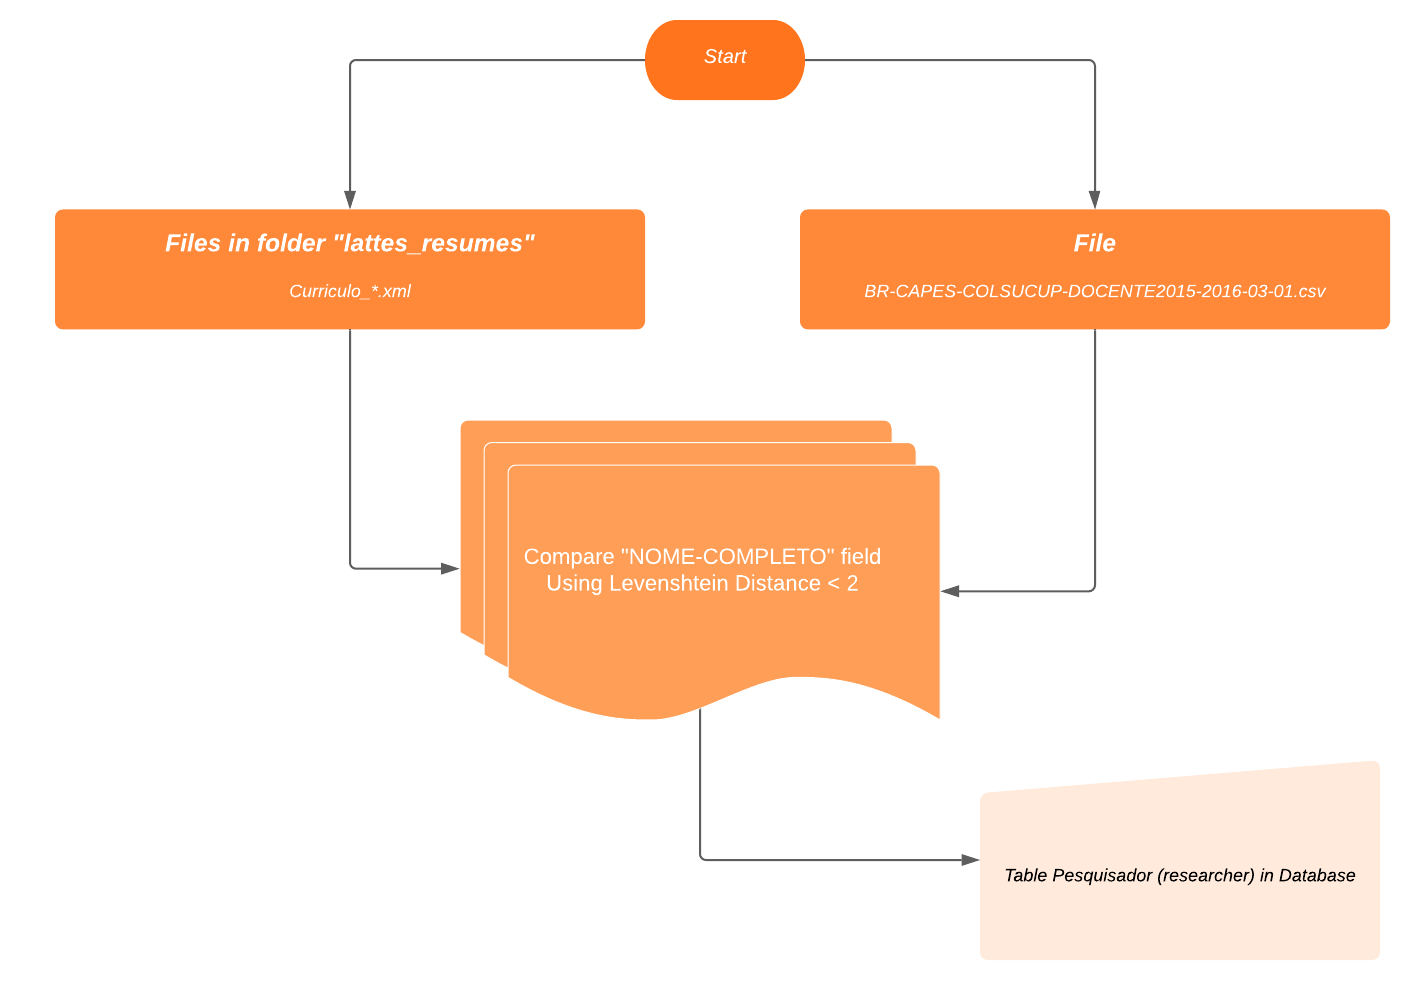 Start
Files in folder "lattes_resumes"
Curriculo_*.xml
File
BR-CAPES-COLSUCUP-DOCENTE2015-2016-03-01.csv
Compare "NOME-COMPLETO" field
Using Levenshtein Distance < 2
Table Pesquisador (researcher) in Database